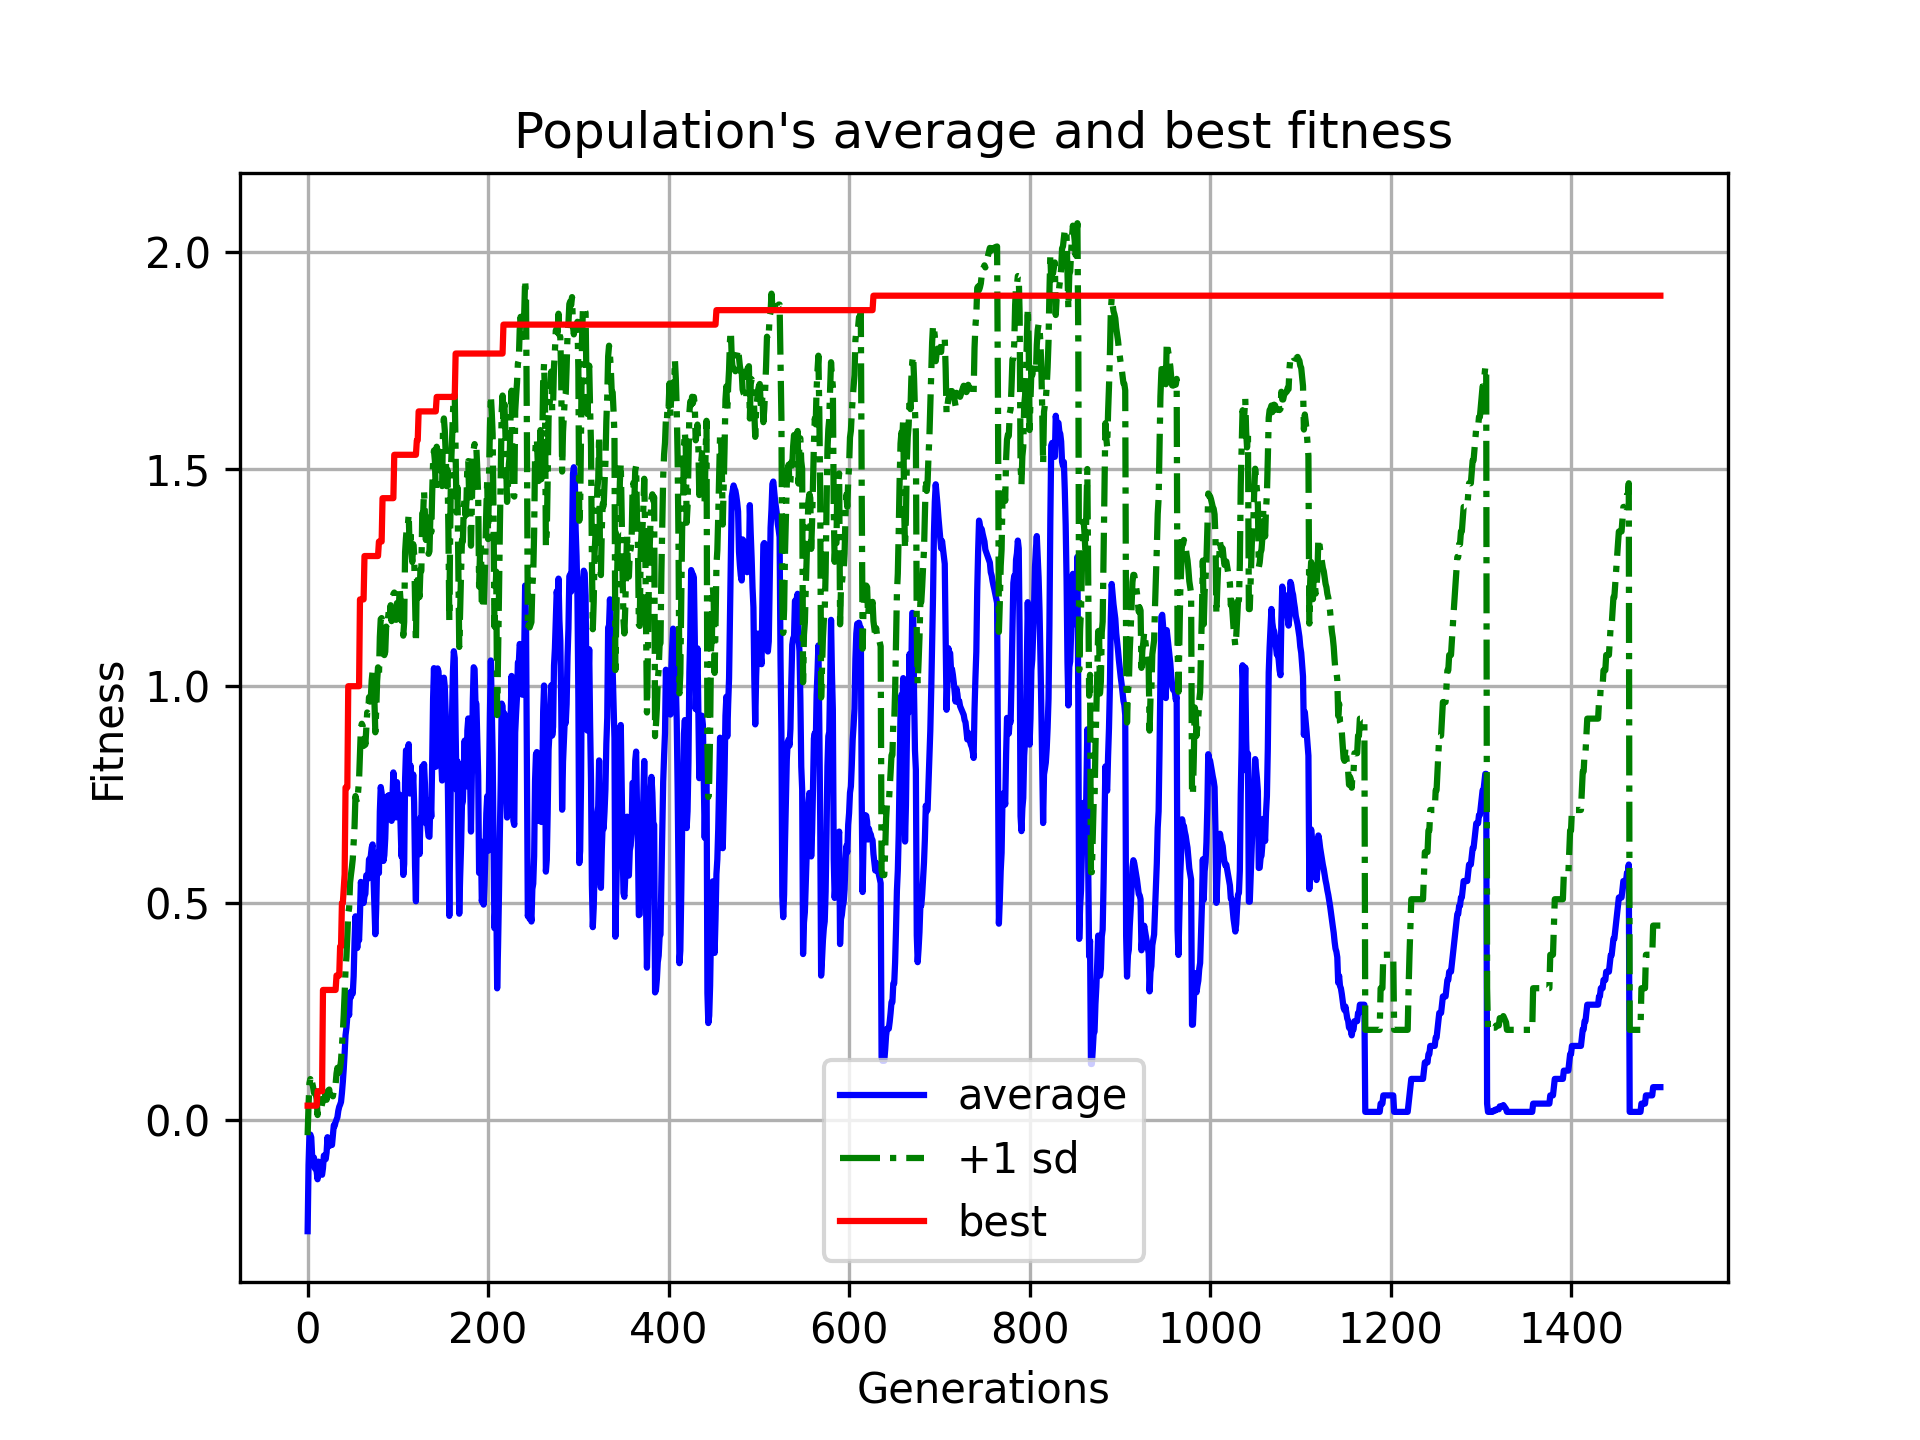 Population's average and best fitness
Fitness
2.0
1.5
1.0
0.5
0.0
average
+1 sd
best
0 200 400 600 800 1000 1200 1400
Generations